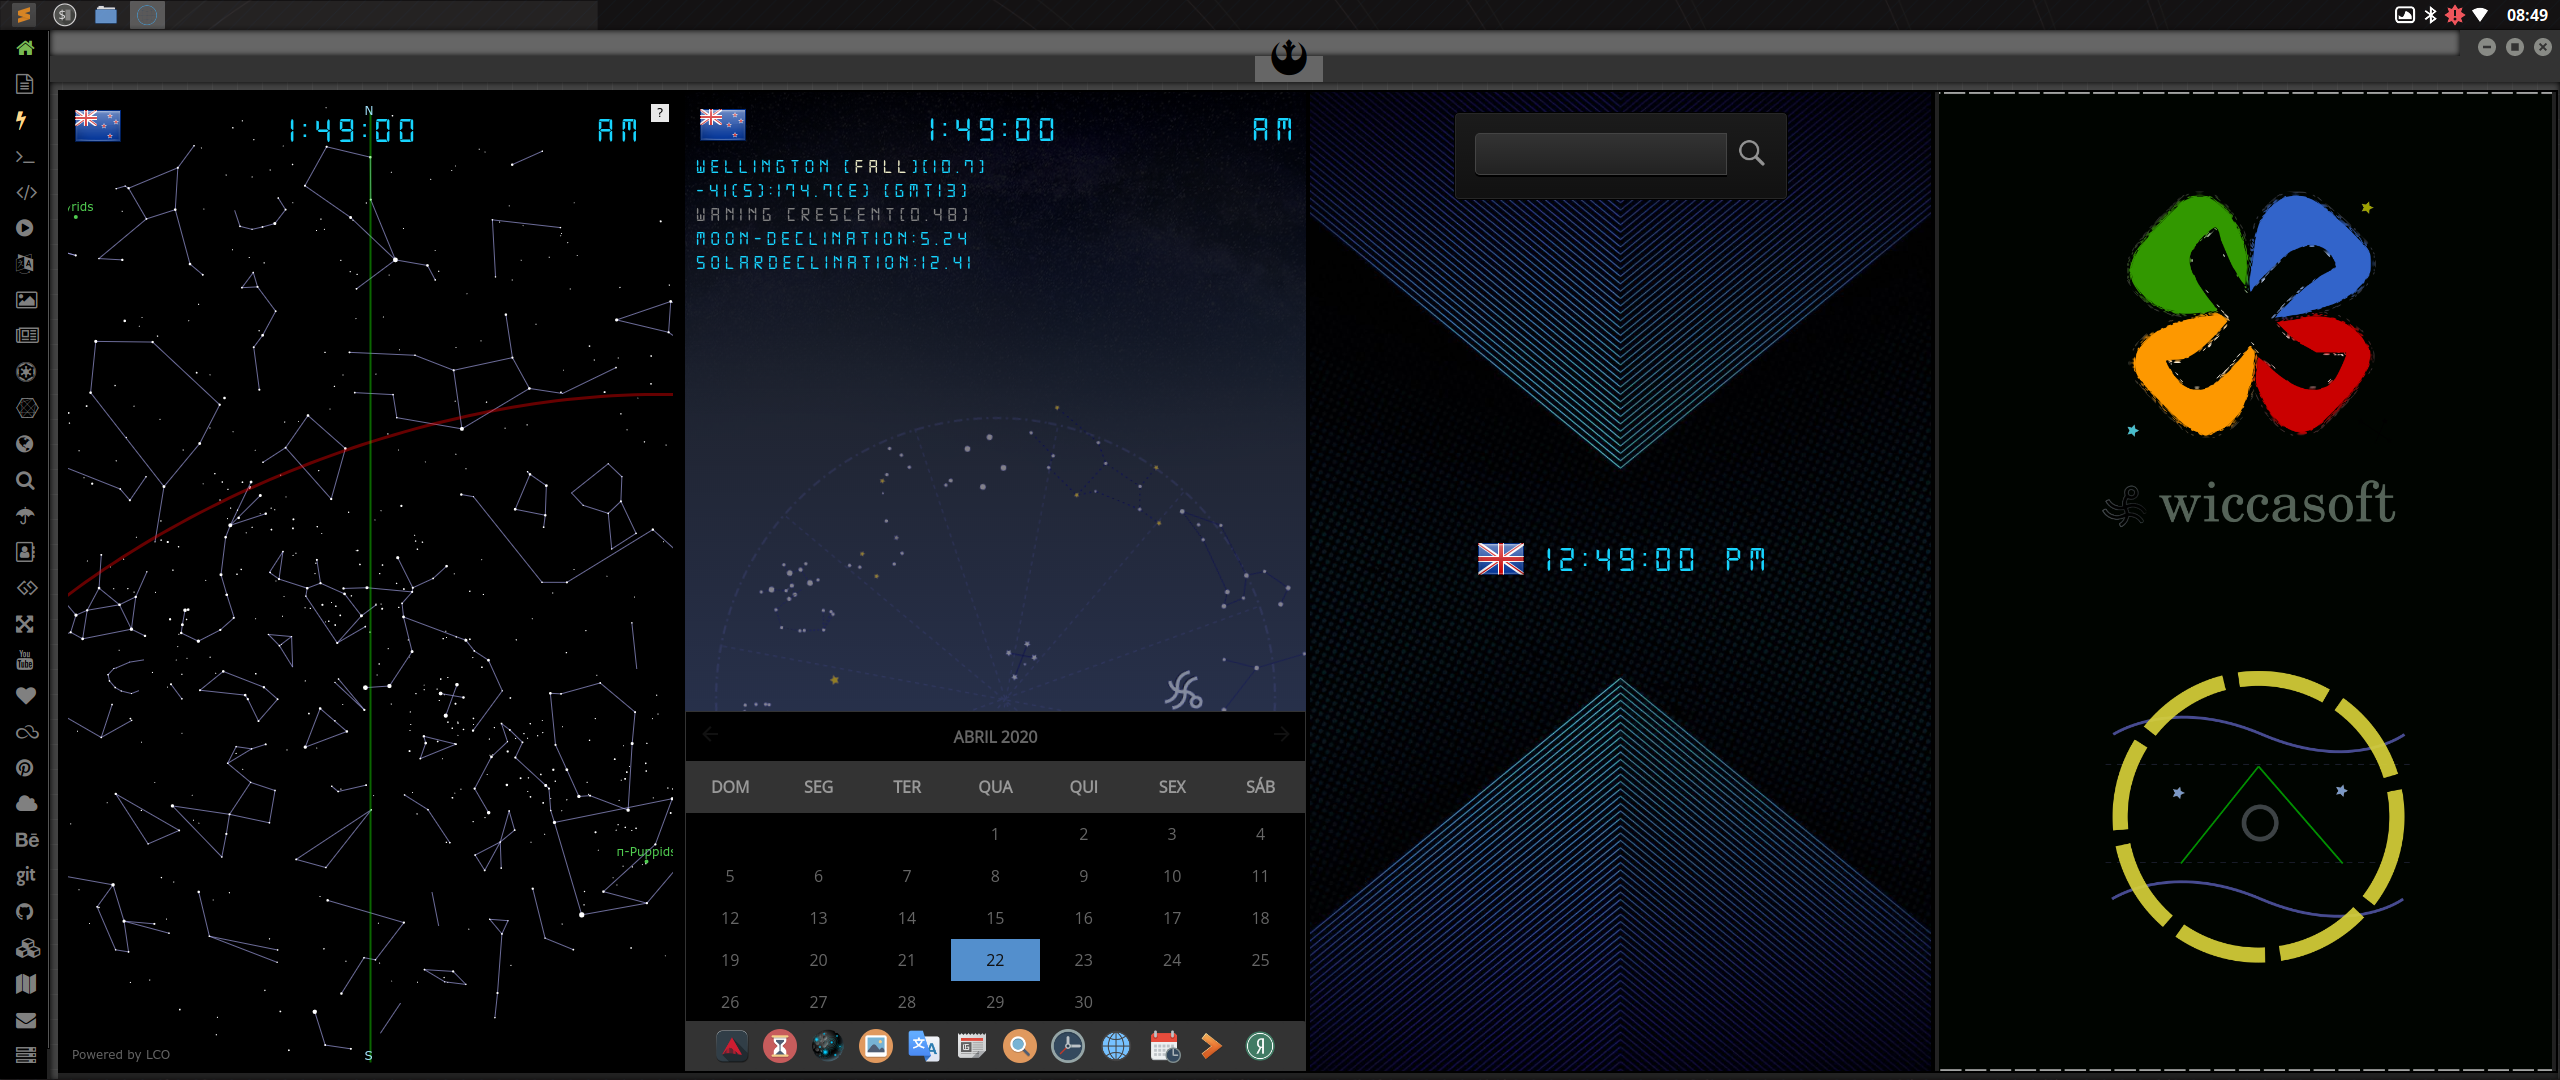 08:49
N
?
1:49:00 AM
yrids
π-Puppids
Powered by LCO
S
1:49:00 AM
WELLINGTON (FALL)(10.7)
-41(S):174.7(E) (GMT13)
WANING CRESCENT(0.48)
MOON-DECLINATION:5.24
SOLARDECLINATION:12.41
ABRIL 2020
DOM SEG TER QUA QUI SEX SÁB
1 2 3 4
5 6 7 8 9 10 11
12 13 14 15 16 17 18
19 20 21 22 23 24 25
26 27 28 29 30
12:49:00 PM
wiccasoft
You
Tube
Bē
git